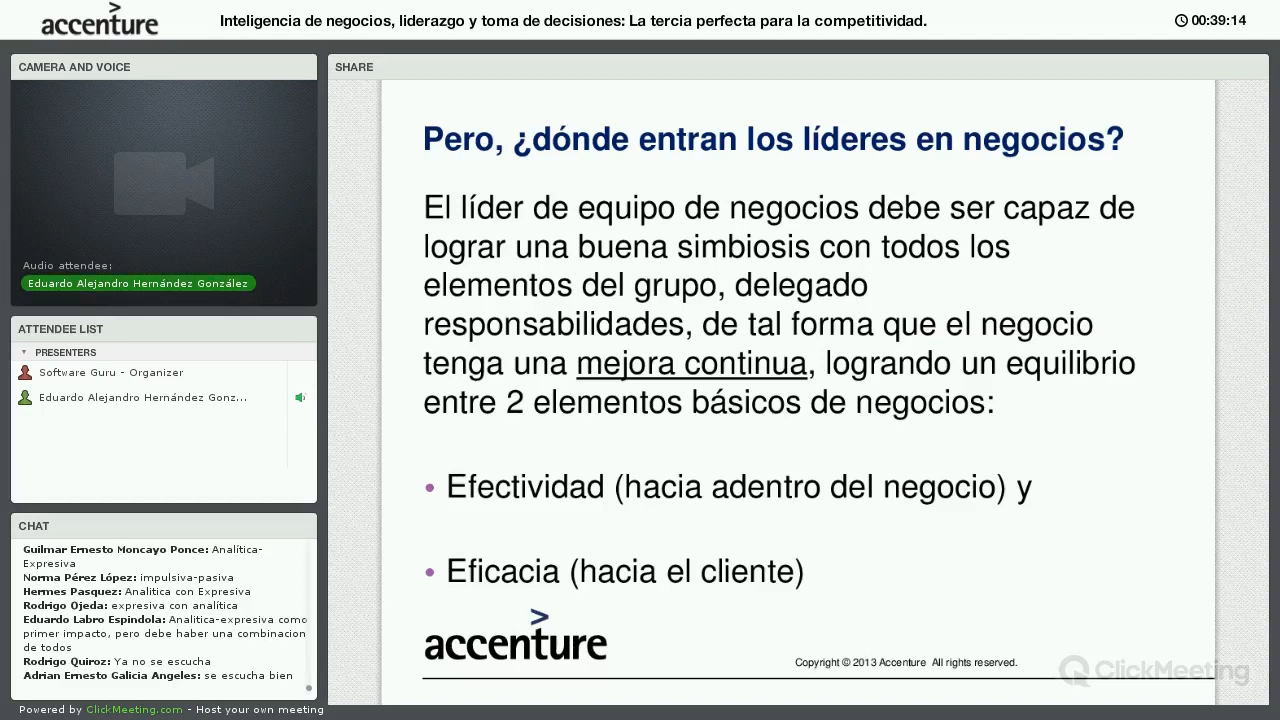 accenture
Inteligencia de negocios, liderazgo y toma de decisiones: La tercia perfecta para la competitividad.
00:39:14
CAMERA AND VOICE
Audio attendee:
Eduardo Alejandro Hernández González
ATTENDEE LIST
PRESENTERS
Software Guru - Organizer
Eduardo Alejandro Hernández Gonz...
CHAT
Guilmar Ernesto Moncayo Ponce: Analítica-
Expresiva
Norma Pérez López: impulsiva-pasiva
Hermes Pasquez: Analitica con Expresiva
Rodrigo Ojeda: expresiva con analítica
Eduardo Labro Espindola: Analitica-expresiva como
primer impacto, pero debe haber una combinacion
de todos
Rodrigo Quiroz: Ya no se escucha
Adrian Ernesto Galicia Angeles: se escucha bien
Powered by ClickMeeting.com - Host your own meeting
SHARE
Pero, ¿dónde entran los líderes en negocios?
El líder de equipo de negocios debe ser capaz de
lograr una buena simbiosis con todos los
elementos del grupo, delegado
responsabilidades, de tal forma que el negocio
tenga una mejora continua, logrando un equilibrio
entre 2 elementos básicos de negocios:
• Efectividad (hacia adentro del negocio) y
• Eficacia (hacia el cliente)
accenture
Copyright © 2013 Accenture All rights reserved.
ClickMeeting